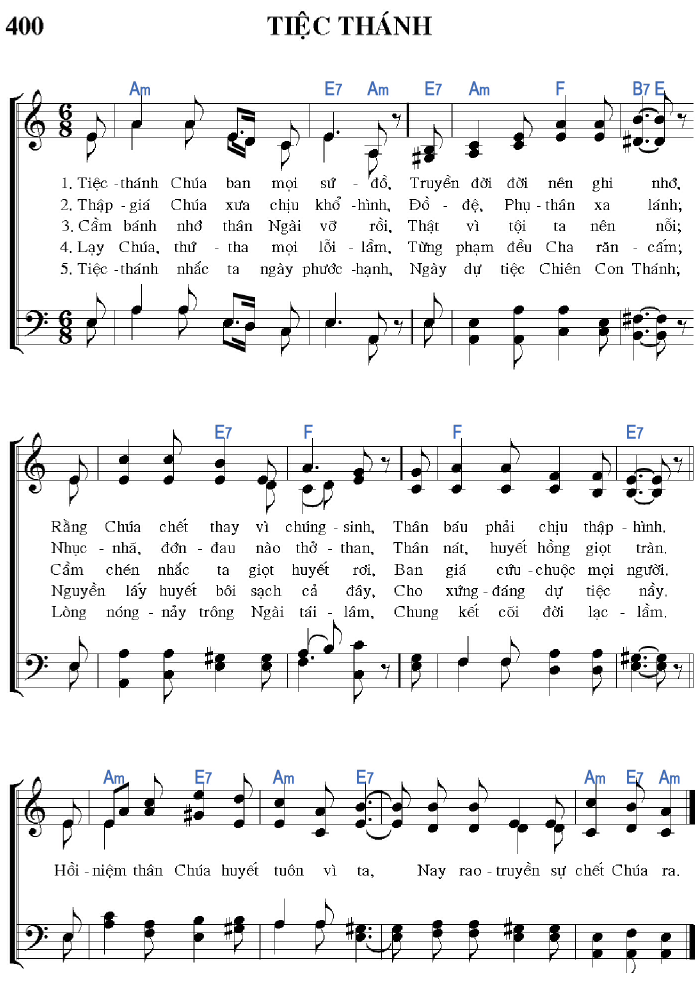 400 TIỆC THÁNH
Am E7 Am E7 Am F B7 E
6 8
1. Tiệc-thánh Chúa ban mọi sứ-đồ, Truyền đời đời nên ghi nhớ,
2. Thập-giá Chúa xưa chịu khổ-hình, Đồ-đệ, Phụ-thân xa lánh;
3. Cầm bánh nhớ thân Ngài vỡ rồi, Thật vì tội ta nên nỗi;
4. Lạy Chúa, thứ-tha mọi lỗi-lầm, Từng phạm đều Cha răn-cấm;
5. Tiệc-thánh nhắc ta ngày phước-hạnh, Ngày dự tiệc Chiên Con Thánh;
6 8
E7 F F E7
Rằng Chúa chết thay vì chúng-sinh, Thân báu phải chịu thập-hình.
Nhục-nhã, đớn-đau nào thở-than, Thân nát, huyết hồng giọt tràn.
Cầm chén nhắc ta giọt huyết rơi, Ban giá cứu-chuộc mọi người.
Nguyền lấy huyết bôi sạch cả đây, Cho xứng-đáng dự tiệc nầy.
Lòng nóng-nảy trông Ngài tái-lâm, Chung kết cõi đời lạc-lầm.
Am E7 Am E7 Am E7 Am
Hồi-niệm thân Chúa huyết tuôn vì ta, Nay rao-truyền sự chết Chúa ra.